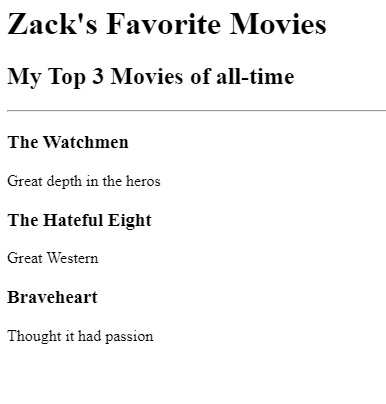 Zack's Favorite Movies
My Top 3 Movies of all-time
The Watchmen
Great depth in the heros
The Hateful Eight
Great Western
Braveheart
Thought it had passion